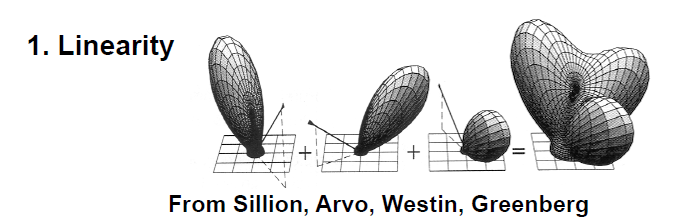 1. Linearity
+ + =
From Sillion, Arvo, Westin, Greenberg